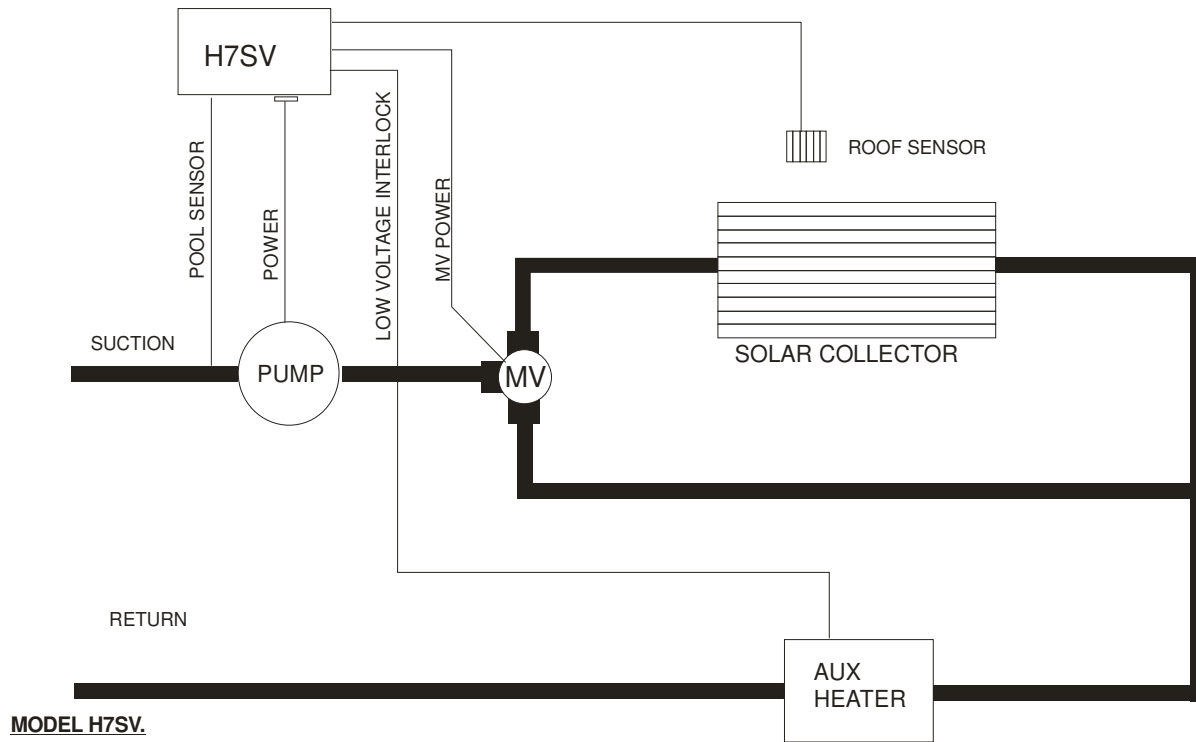 H7SV
POOL SENSOR
POWER
LOW VOLTAGE INTERLOCK
MV POWER
ROOF SENSOR
SUCTION
PUMP
MV
SOLAR COLLECTOR
RETURN
AUX
HEATER
MODEL H7SV.